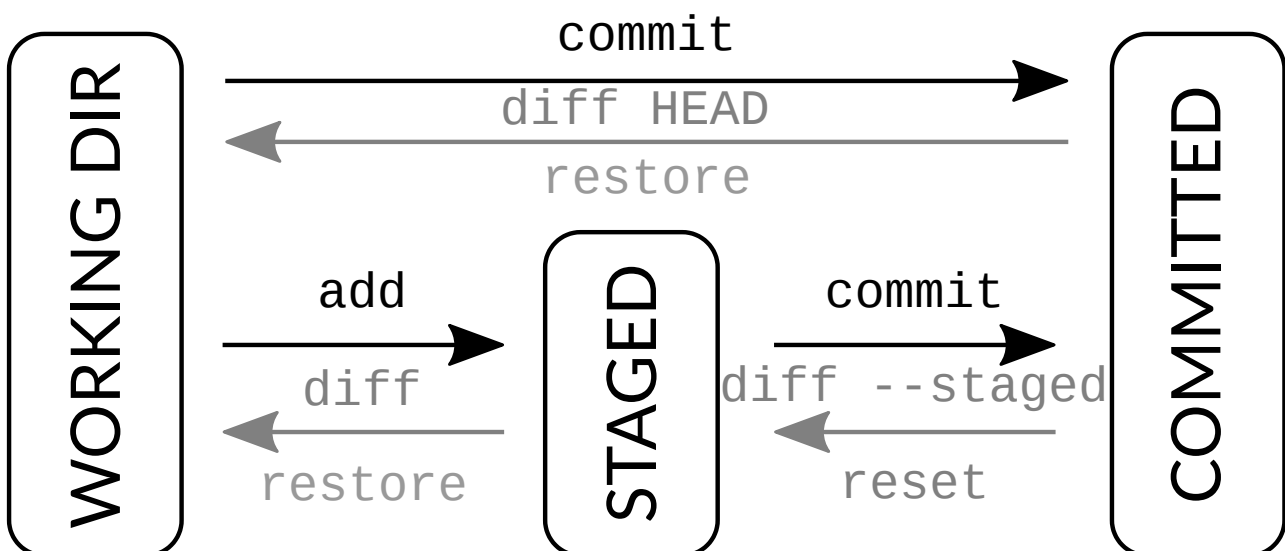 commit
diff HEAD
restore
WORKING DIR
add
diff
restore
STAGED
commit
diff --staged
reset
COMMITTED